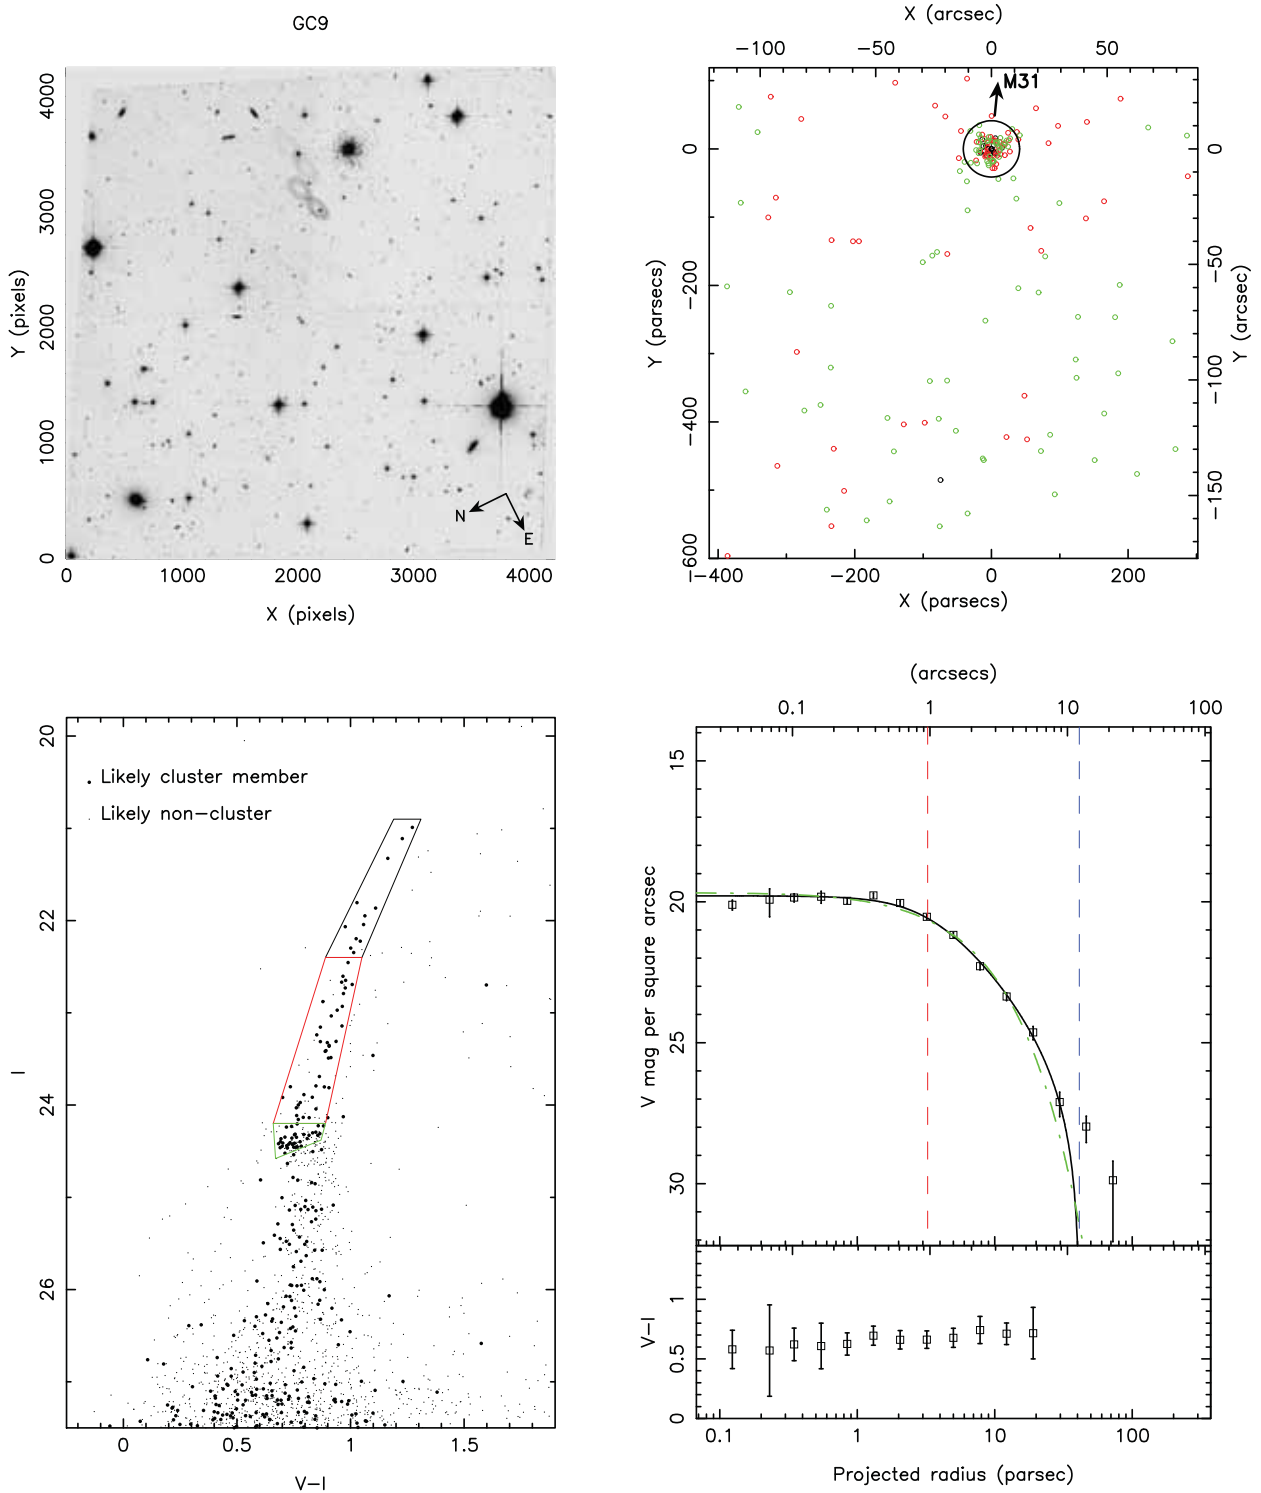 GC9
4000
3000
2000
1000
0
Y (pixels)
N
E
0 1000 2000 3000 4000
X (pixels)
X (arcsec)
−100 −50 0 50
M31
0
−200
−400
−600
Y (parsecs)
0
−50
−100
−150
Y (arcsec)
−400 −200 0 200
X (parsecs)
20
22
24
26
I
Likely cluster member
Likely non−cluster
0 0.5 1 1.5
V−I
(arcsecs)
0.1 1 10 100
15
20
25
30
V mag per square arcsec
1
0.5
0
V−I
0.1 1 10 100
Projected radius (parsec)